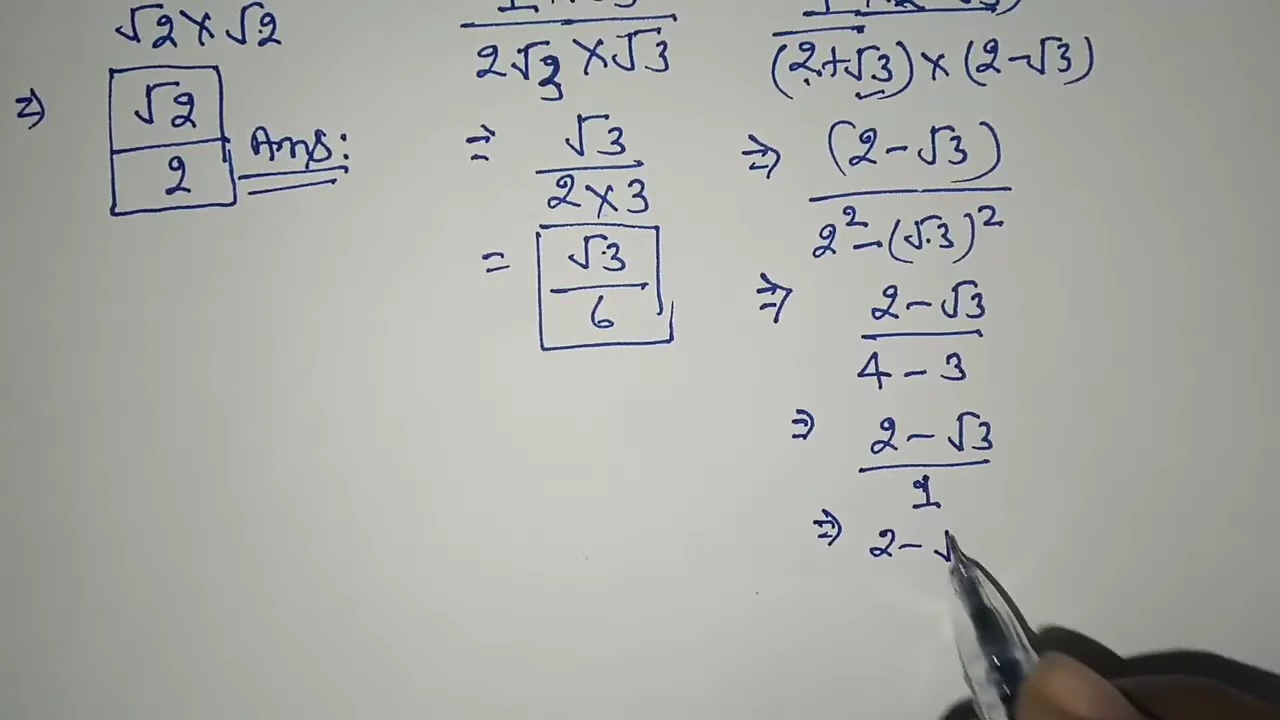 √2 × √2
⇒ √2
2
Ans:
2√3 × √3
⇒ √3
2 × 3
= √3
6
(2+√3) × (2-√3)
⇒ (2-√3)
2² - (√3)²
⇒ 2-√3
4-3
⇒ 2-√3
1
⇒ 2-√